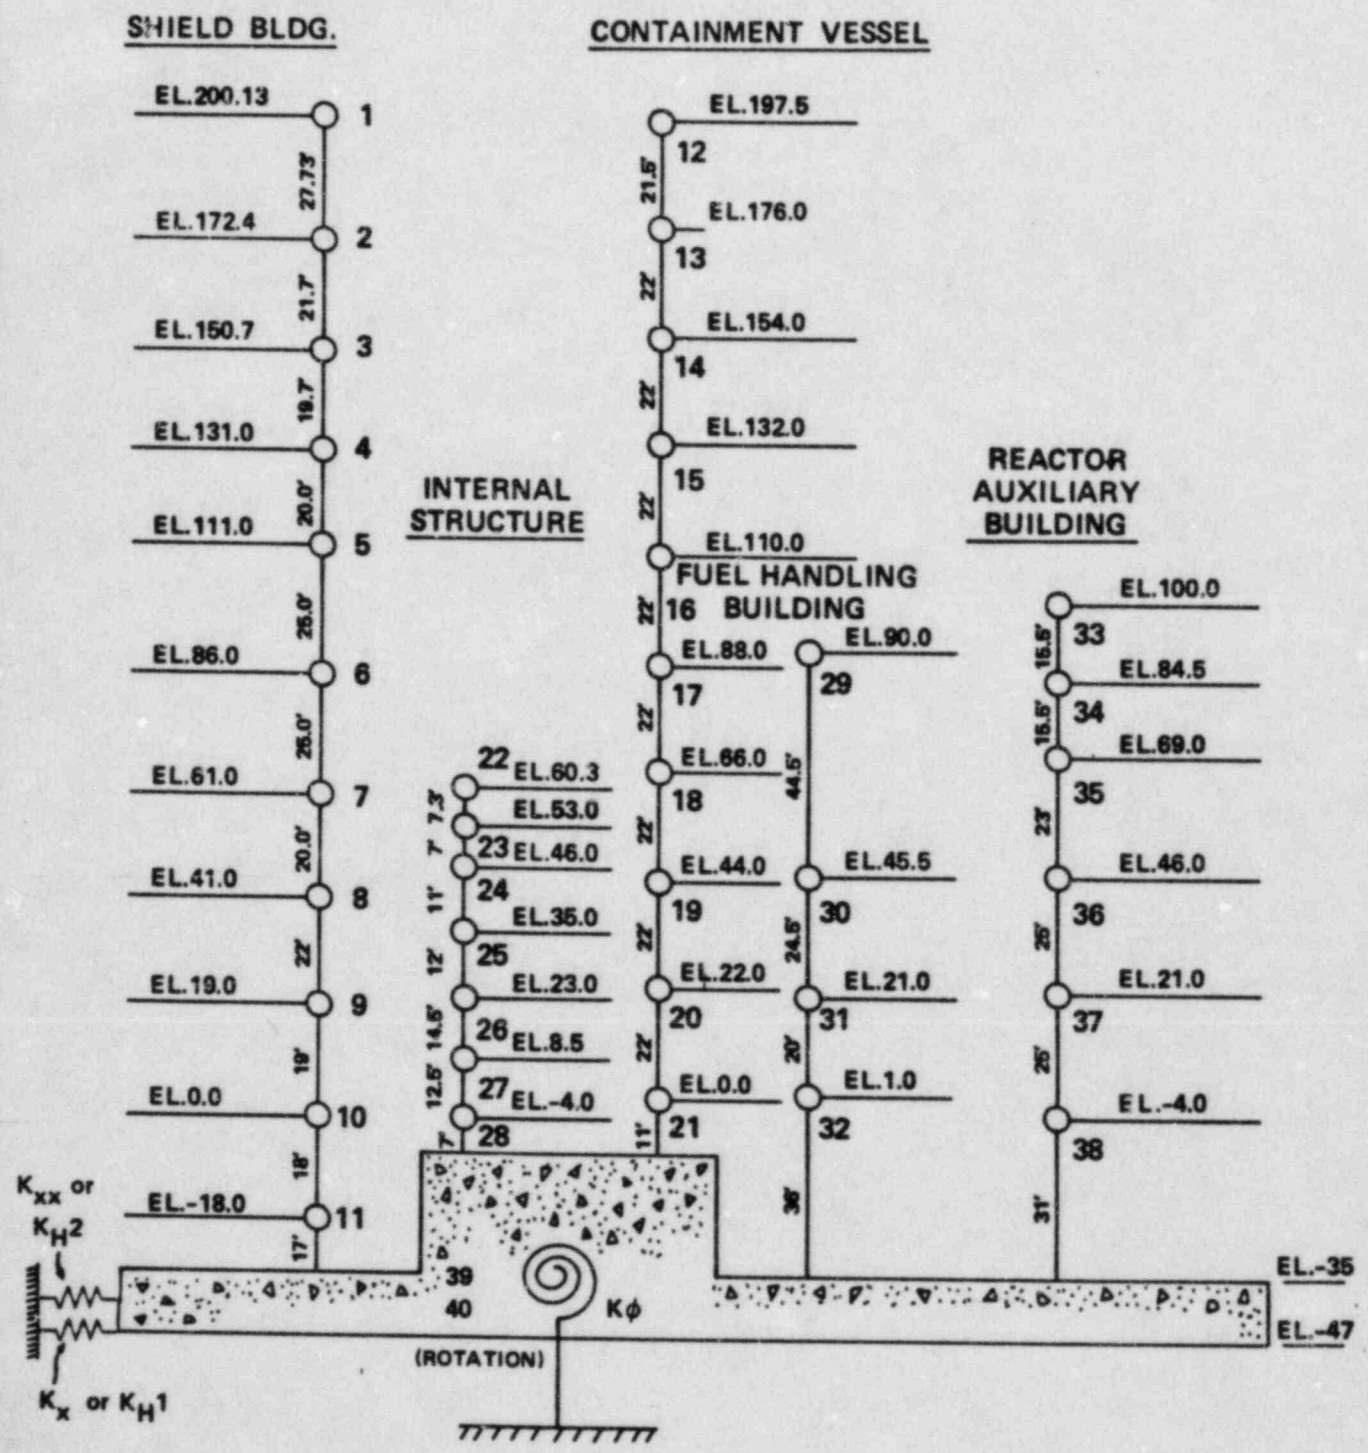 SHIELD BLDG.
EL.200.13
1
27.73'
EL.172.4
2
21.7'
EL.150.7
3
19.7'
EL.131.0
4
20.0'
EL.111.0
5
25.0'
EL.86.0
6
25.0'
EL.61.0
7
20.0'
EL.41.0
8
22'
EL.19.0
9
19'
EL.0.0
10
18'
EL.-18.0
11
17'
INTERNAL
STRUCTURE
22
EL.60.3
7.3'
EL.53.0
7'
23
EL.46.0
24
11'
EL.35.0
25
12'
EL.23.0
26
14.5'
EL.8.5
27
12.5'
EL.-4.0
28
7'
CONTAINMENT VESSEL
EL.197.5
12
21.5'
EL.176.0
13
22'
EL.154.0
14
22'
EL.132.0
15
22'
EL.110.0
16
22'
EL.88.0
17
22'
EL.66.0
18
22'
EL.44.0
19
22'
EL.22.0
20
22'
EL.0.0
21
11'
FUEL HANDLING
BUILDING
EL.90.0
29
44.5'
EL.45.5
30
24.5'
EL.21.0
31
20'
EL.1.0
32
36'
REACTOR
AUXILIARY
BUILDING
EL.100.0
33
15.5'
EL.84.5
34
15.5'
EL.69.0
35
23'
EL.46.0
36
25'
EL.21.0
37
25'
EL.-4.0
38
31'
Kxx or
KH2
39
40
Kϕ
EL.-35
EL.-47
(ROTATION)
Kx or KH1